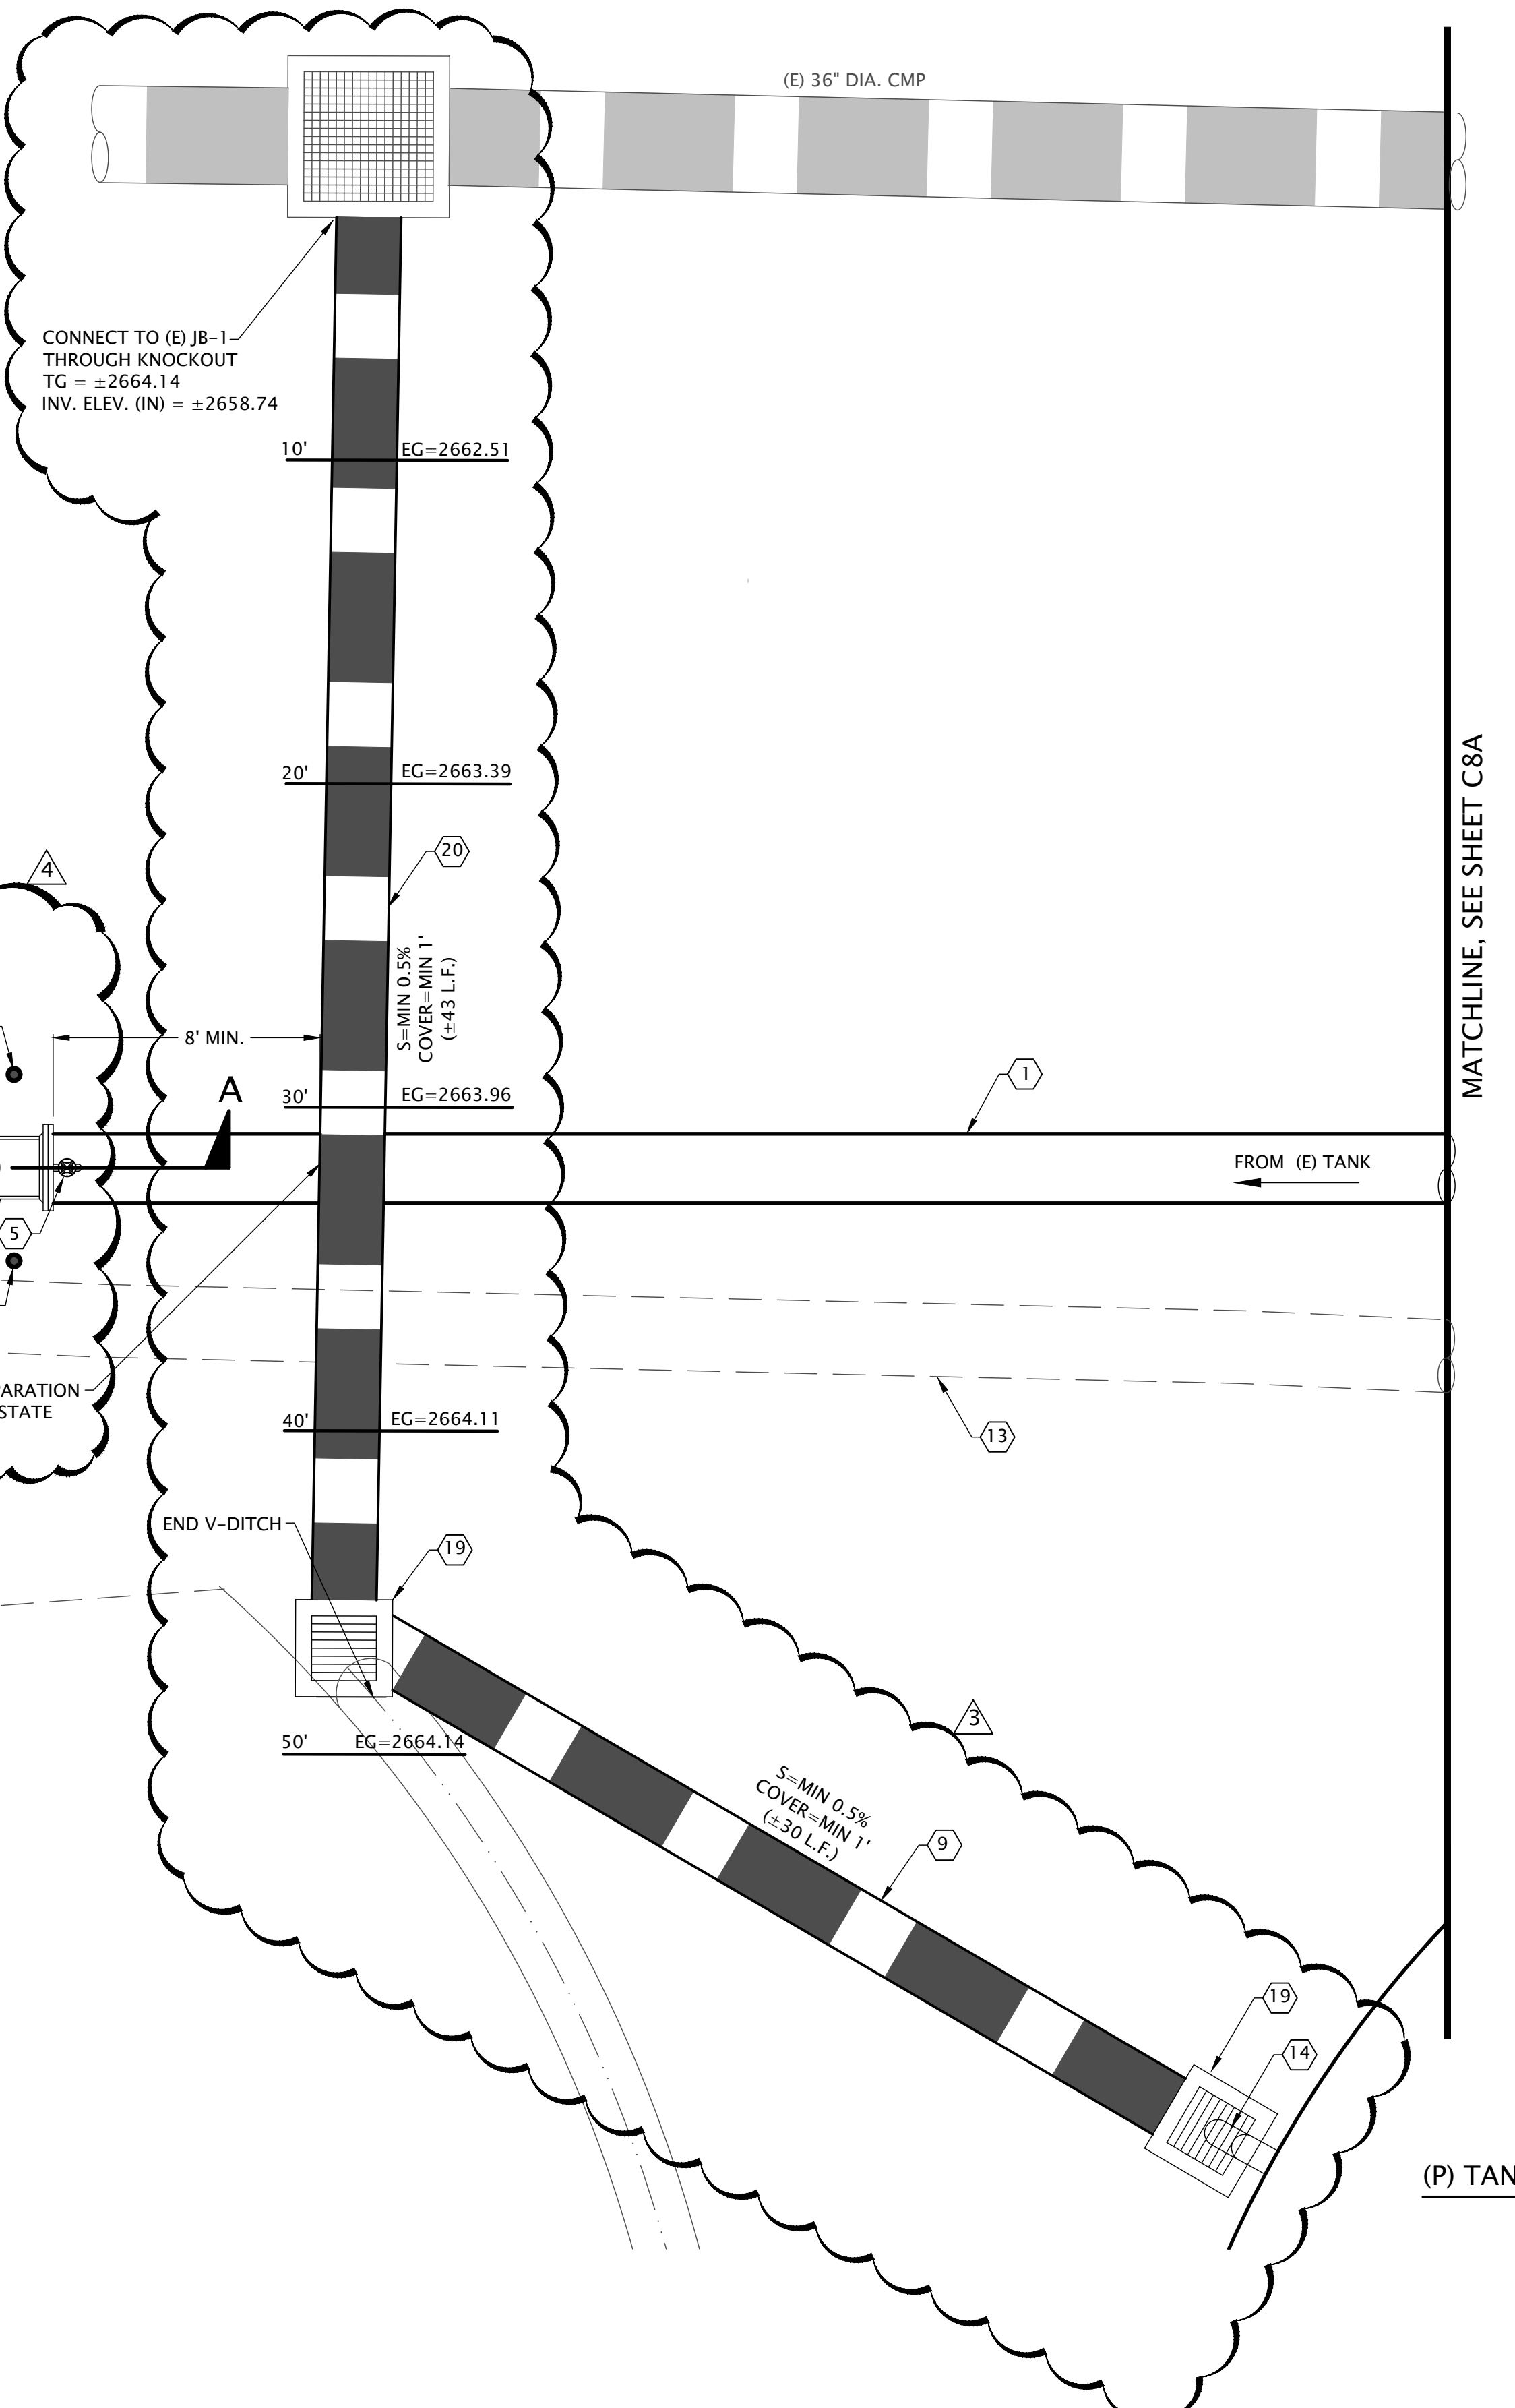 (E) 36" DIA. CMP
CONNECT TO (E) JB-1
THROUGH KNOCKOUT
TG = ±2664.14
INV. ELEV. (IN) = ±2658.74
10' EG=2662.51
20' EG=2663.39
20
4
S=MIN 0.5%
COVER=MIN 1'
(±43 L.F.)
MATCHLINE, SEE SHEET C8A
8' MIN.
A
30' EG=2663.96
1
FROM (E) TANK
5
PARATION
STATE
40' EG=2664.11
13
END V-DITCH
19
50' EG=2664.14
3
S=MIN 0.5%
COVER=MIN 1'
(±30 L.F.)
9
19
14
(P) TAN